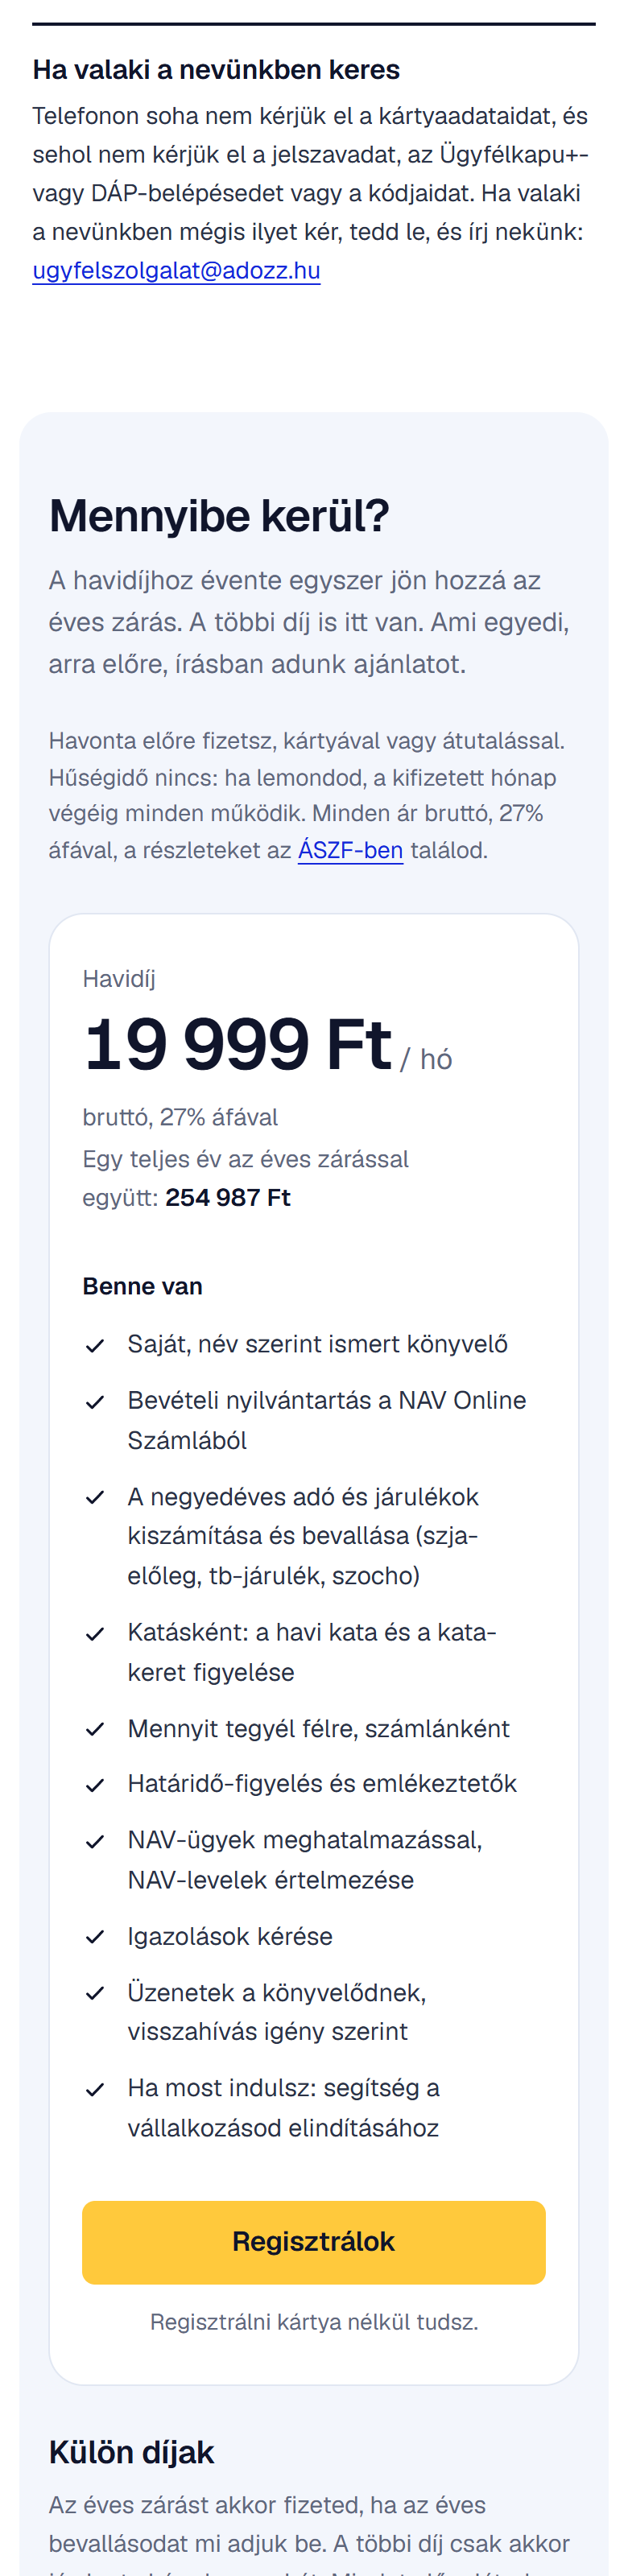 Ha valaki a nevünkben keres
Telefonon soha nem kérjük el a kártyaadataidat, és
sehol nem kérjük el a jelszavadat, az Ügyfélkapu+-
vagy DÁP-belépésedet vagy a kódjaidat. Ha valaki
a nevünkben mégis ilyet kér, tedd le, és írj nekünk:
ugyfelszolgalat@adozz.hu
Mennyibe kerül?
A havidíjhoz évente egyszer jön hozzá az
éves zárás. A többi díj is itt van. Ami egyedi,
arra előre, írásban adunk ajánlatot.
Havonta előre fizetsz, kártyával vagy átutalással.
Hűségidő nincs: ha lemondod, a kifizetett hónap
végéig minden működik. Minden ár bruttó, 27%
áfával, a részleteket az ÁSZF-ben találod.
Havidíj
19 999 Ft / hó
bruttó, 27% áfával
Egy teljes év az éves zárással
együtt: 254 987 Ft
Benne van
Saját, név szerint ismert könyvelő
Bevételi nyilvántartás a NAV Online
Számlából
A negyedéves adó és járulékok
kiszámítása és bevallása (szja-
előleg, tb-járulék, szocho)
Katásként: a havi kata és a kata-
keret figyelése
Mennyit tegyél félre, számlánként
Határidő-figyelés és emlékeztetők
NAV-ügyek meghatalmazással,
NAV-levelek értelmezése
Igazolások kérése
Üzenetek a könyvelődnek,
visszahívás igény szerint
Ha most indulsz: segítség a
vállalkozásod elindításához
Regisztrálok
Regisztrálni kártya nélkül tudsz.
Külön díjak
Az éves zárást akkor fizeted, ha az éves
bevallásodat mi adjuk be. A többi díj csak akkor